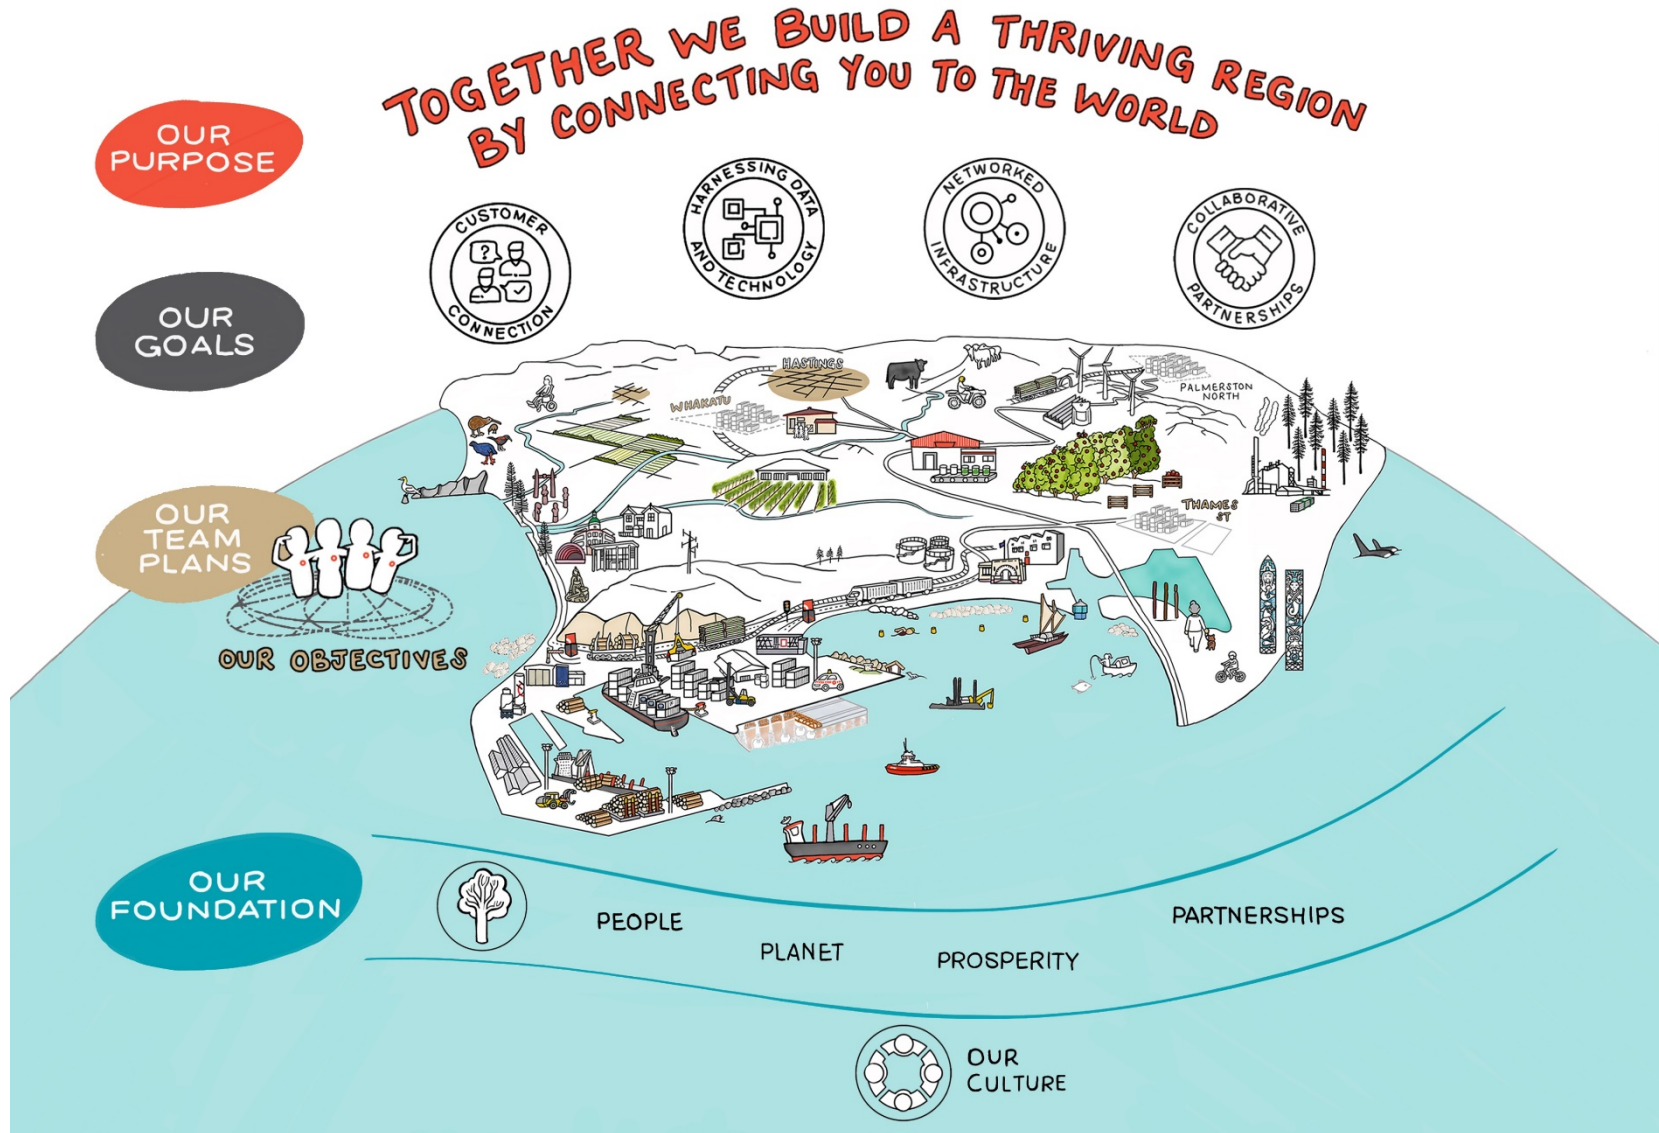 TOGETHER WE BUILD A THRIVING REGION
BY CONNECTING YOU TO THE WORLD
OUR
PURPOSE
CUSTOMER
CONNECTION
HARNESSING DATA
AND TECHNOLOGY
NETWORKED
INFRASTRUCTURE
COLLABORATIVE
PARTNERSHIPS
OUR
GOALS
HASTINGS
WHAKATU
PALMERSTON
NORTH
THAMES
ST
OUR
TEAM
PLANS
OUR OBJECTIVES
OUR
FOUNDATION
PEOPLE
PLANET
PROSPERITY
PARTNERSHIPS
OUR
CULTURE